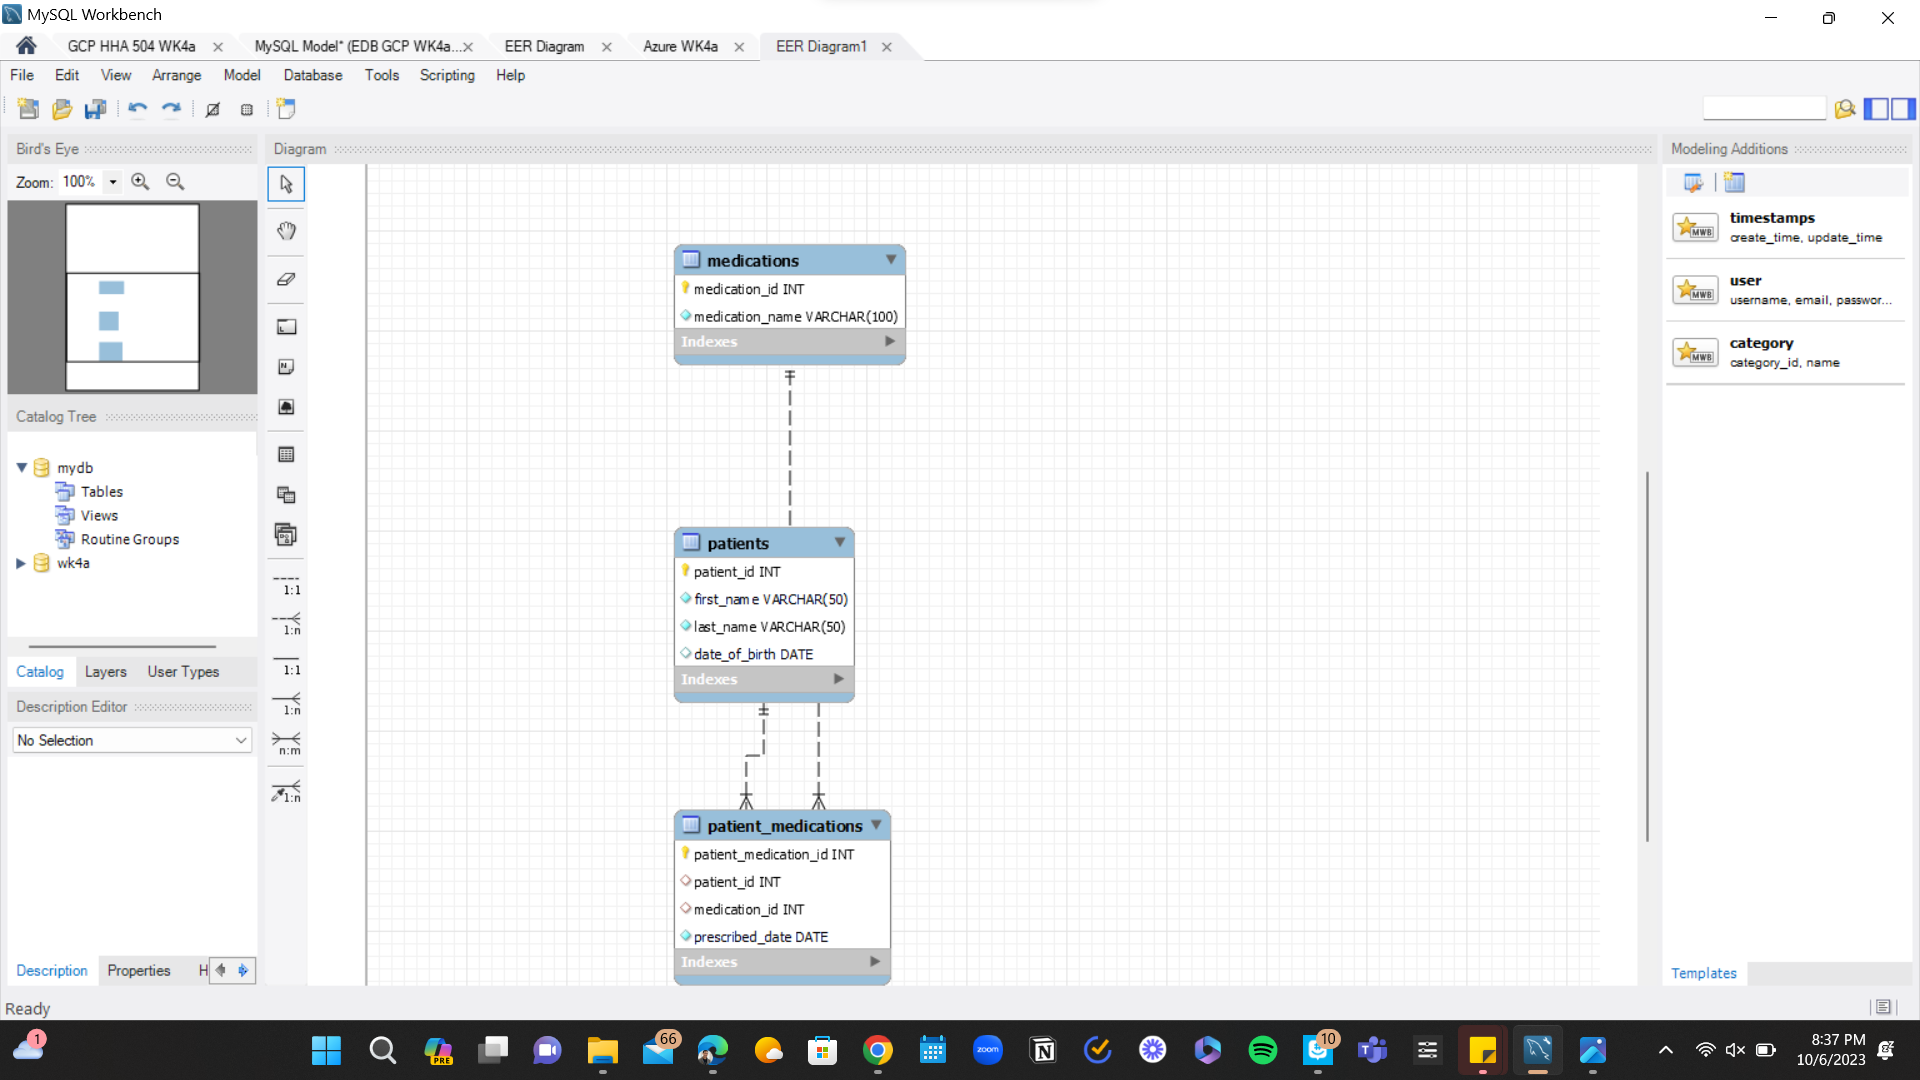 MySQL Workbench
GCP HHA 504 WK4a
MySQL Model* (EDB GCP WK4a...
EER Diagram
Azure WK4a
EER Diagram1
File Edit View Arrange Model Database Tools Scripting Help
Bird's Eye
Zoom: 100%
Catalog Tree
mydb
Tables
Views
Routine Groups
wk4a
Catalog Layers User Types
Description Editor
No Selection
Description Properties H
Ready
Diagram
1:1
1:n
1:1
1:n
n:m
1:n
medications
medication_id INT
medication_name VARCHAR(100)
Indexes
patients
patient_id INT
first_name VARCHAR(50)
last_name VARCHAR(50)
date_of_birth DATE
Indexes
patient_medications
patient_medication_id INT
patient_id INT
medication_id INT
prescribed_date DATE
Indexes
Modeling Additions
MWB
timestamps
create_time, update_time
MWB
user
username, email, passwor...
MWB
category
category_id, name
Templates
1
PRE
66
zoom
10
8:37 PM
10/6/2023